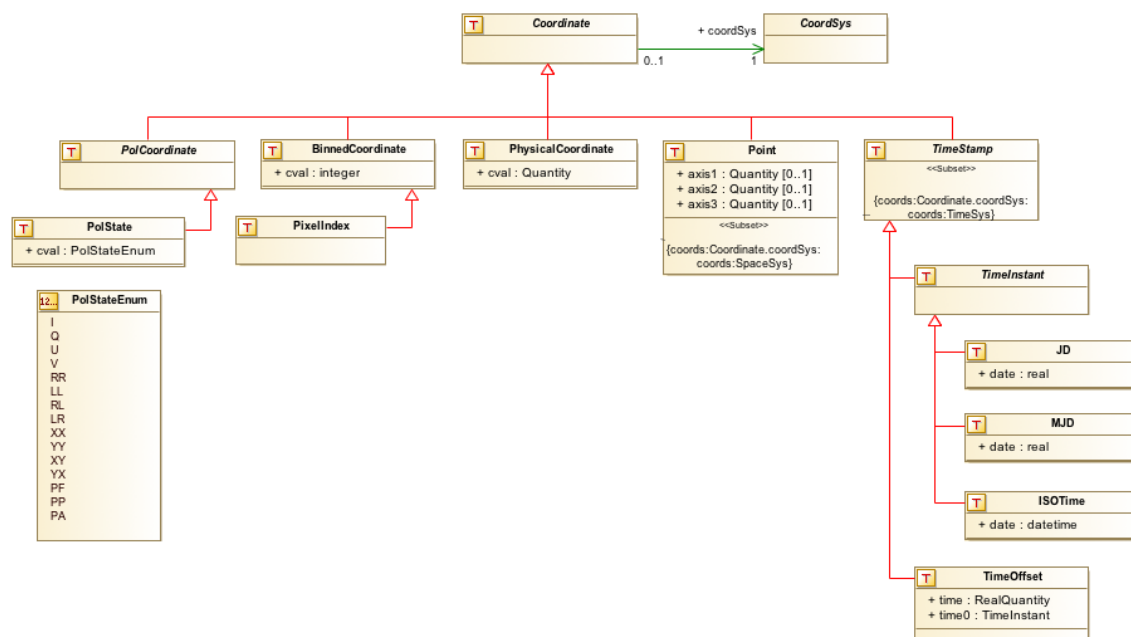 T Coordinate
+ coordSys
0..1
1
CoordSys
T PolCoordinate
T BinnedCoordinate
+ cval : integer
T PhysicalCoordinate
+ cval : Quantity
T Point
+ axis1 : Quantity [0..1]
+ axis2 : Quantity [0..1]
+ axis3 : Quantity [0..1]
<<Subset>>
{coords:Coordinate.coordSys:
coords:SpaceSys}
T TimeStamp
<<Subset>>
{coords:Coordinate.coordSys:
coords:TimeSys}
T PolState
+ cval : PolStateEnum
T PixelIndex
12... PolStateEnum
I
Q
U
V
RR
LL
RL
LR
XX
YY
XY
YX
PF
PP
PA
T TimeInstant
T JD
+ date : real
T MJD
+ date : real
T ISOTime
+ date : datetime
T TimeOffset
+ time : RealQuantity
+ time0 : TimeInstant